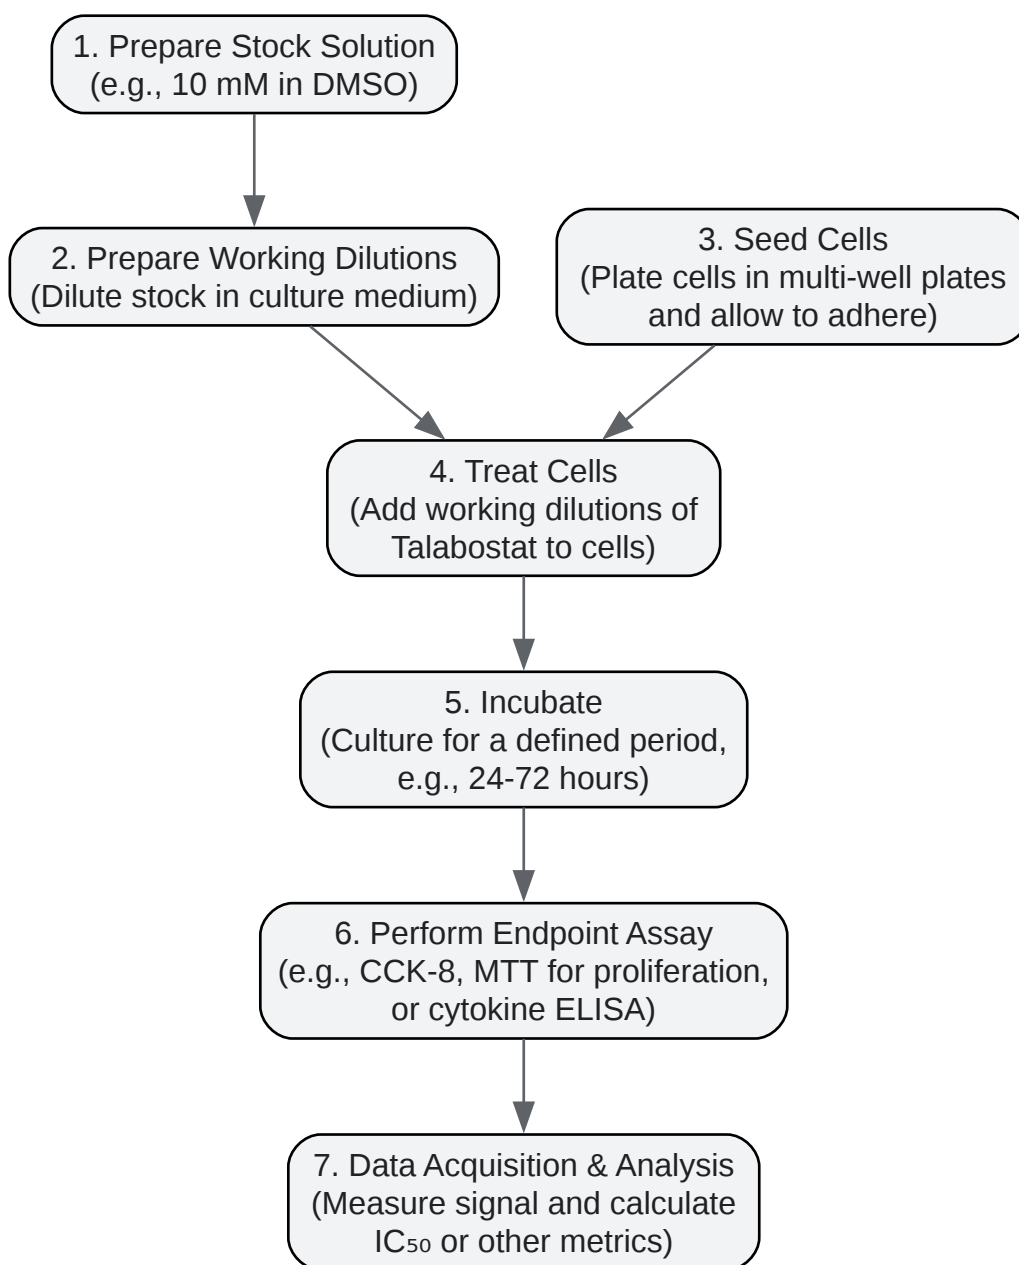 1. Prepare Stock Solution
(e.g., 10 mM in DMSO)
2. Prepare Working Dilutions
(Dilute stock in culture medium)
3. Seed Cells
(Plate cells in multi-well plates
and allow to adhere)
4. Treat Cells
(Add working dilutions of
Talabostat to cells)
5. Incubate
(Culture for a defined period,
e.g., 24-72 hours)
6. Perform Endpoint Assay
(e.g., CCK-8, MTT for proliferation,
or cytokine ELISA)
7. Data Acquisition & Analysis
(Measure signal and calculate
IC₅₀ or other metrics)